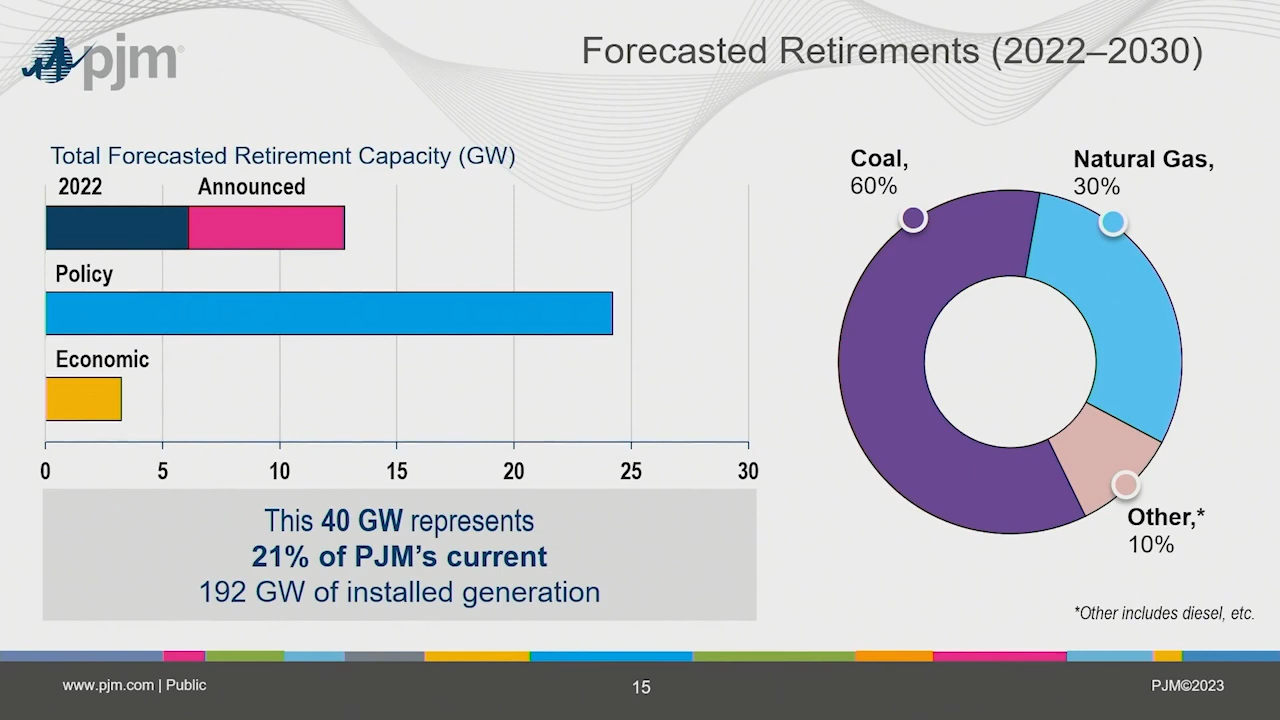 pjm
Forecasted Retirements (2022–2030)
Total Forecasted Retirement Capacity (GW)
2022 Announced
Policy
Economic
0 5 10 15 20 25 30
This 40 GW represents
21% of PJM's current
192 GW of installed generation
Coal,
60%
Natural Gas,
30%
Other,*
10%
*Other includes diesel, etc.
www.pjm.com | Public
15
PJM©2023